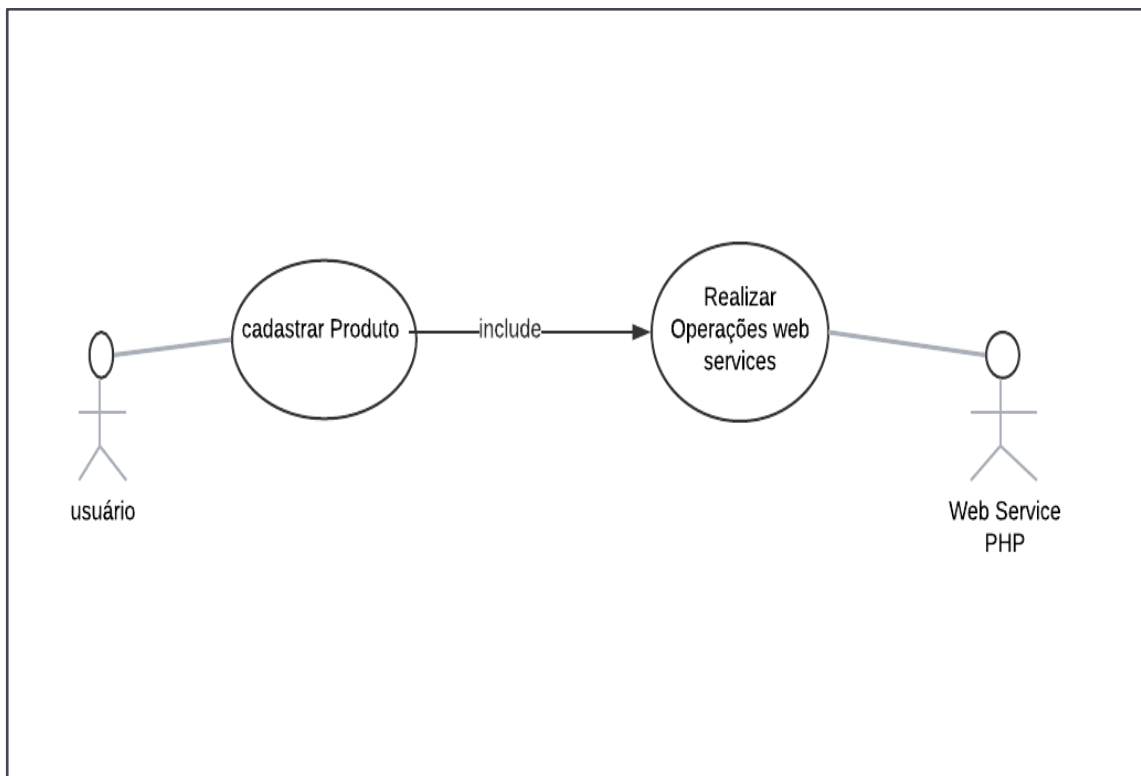 cadastrar Produto
include
Realizar
Operações web
services
usuário
Web Service
PHP